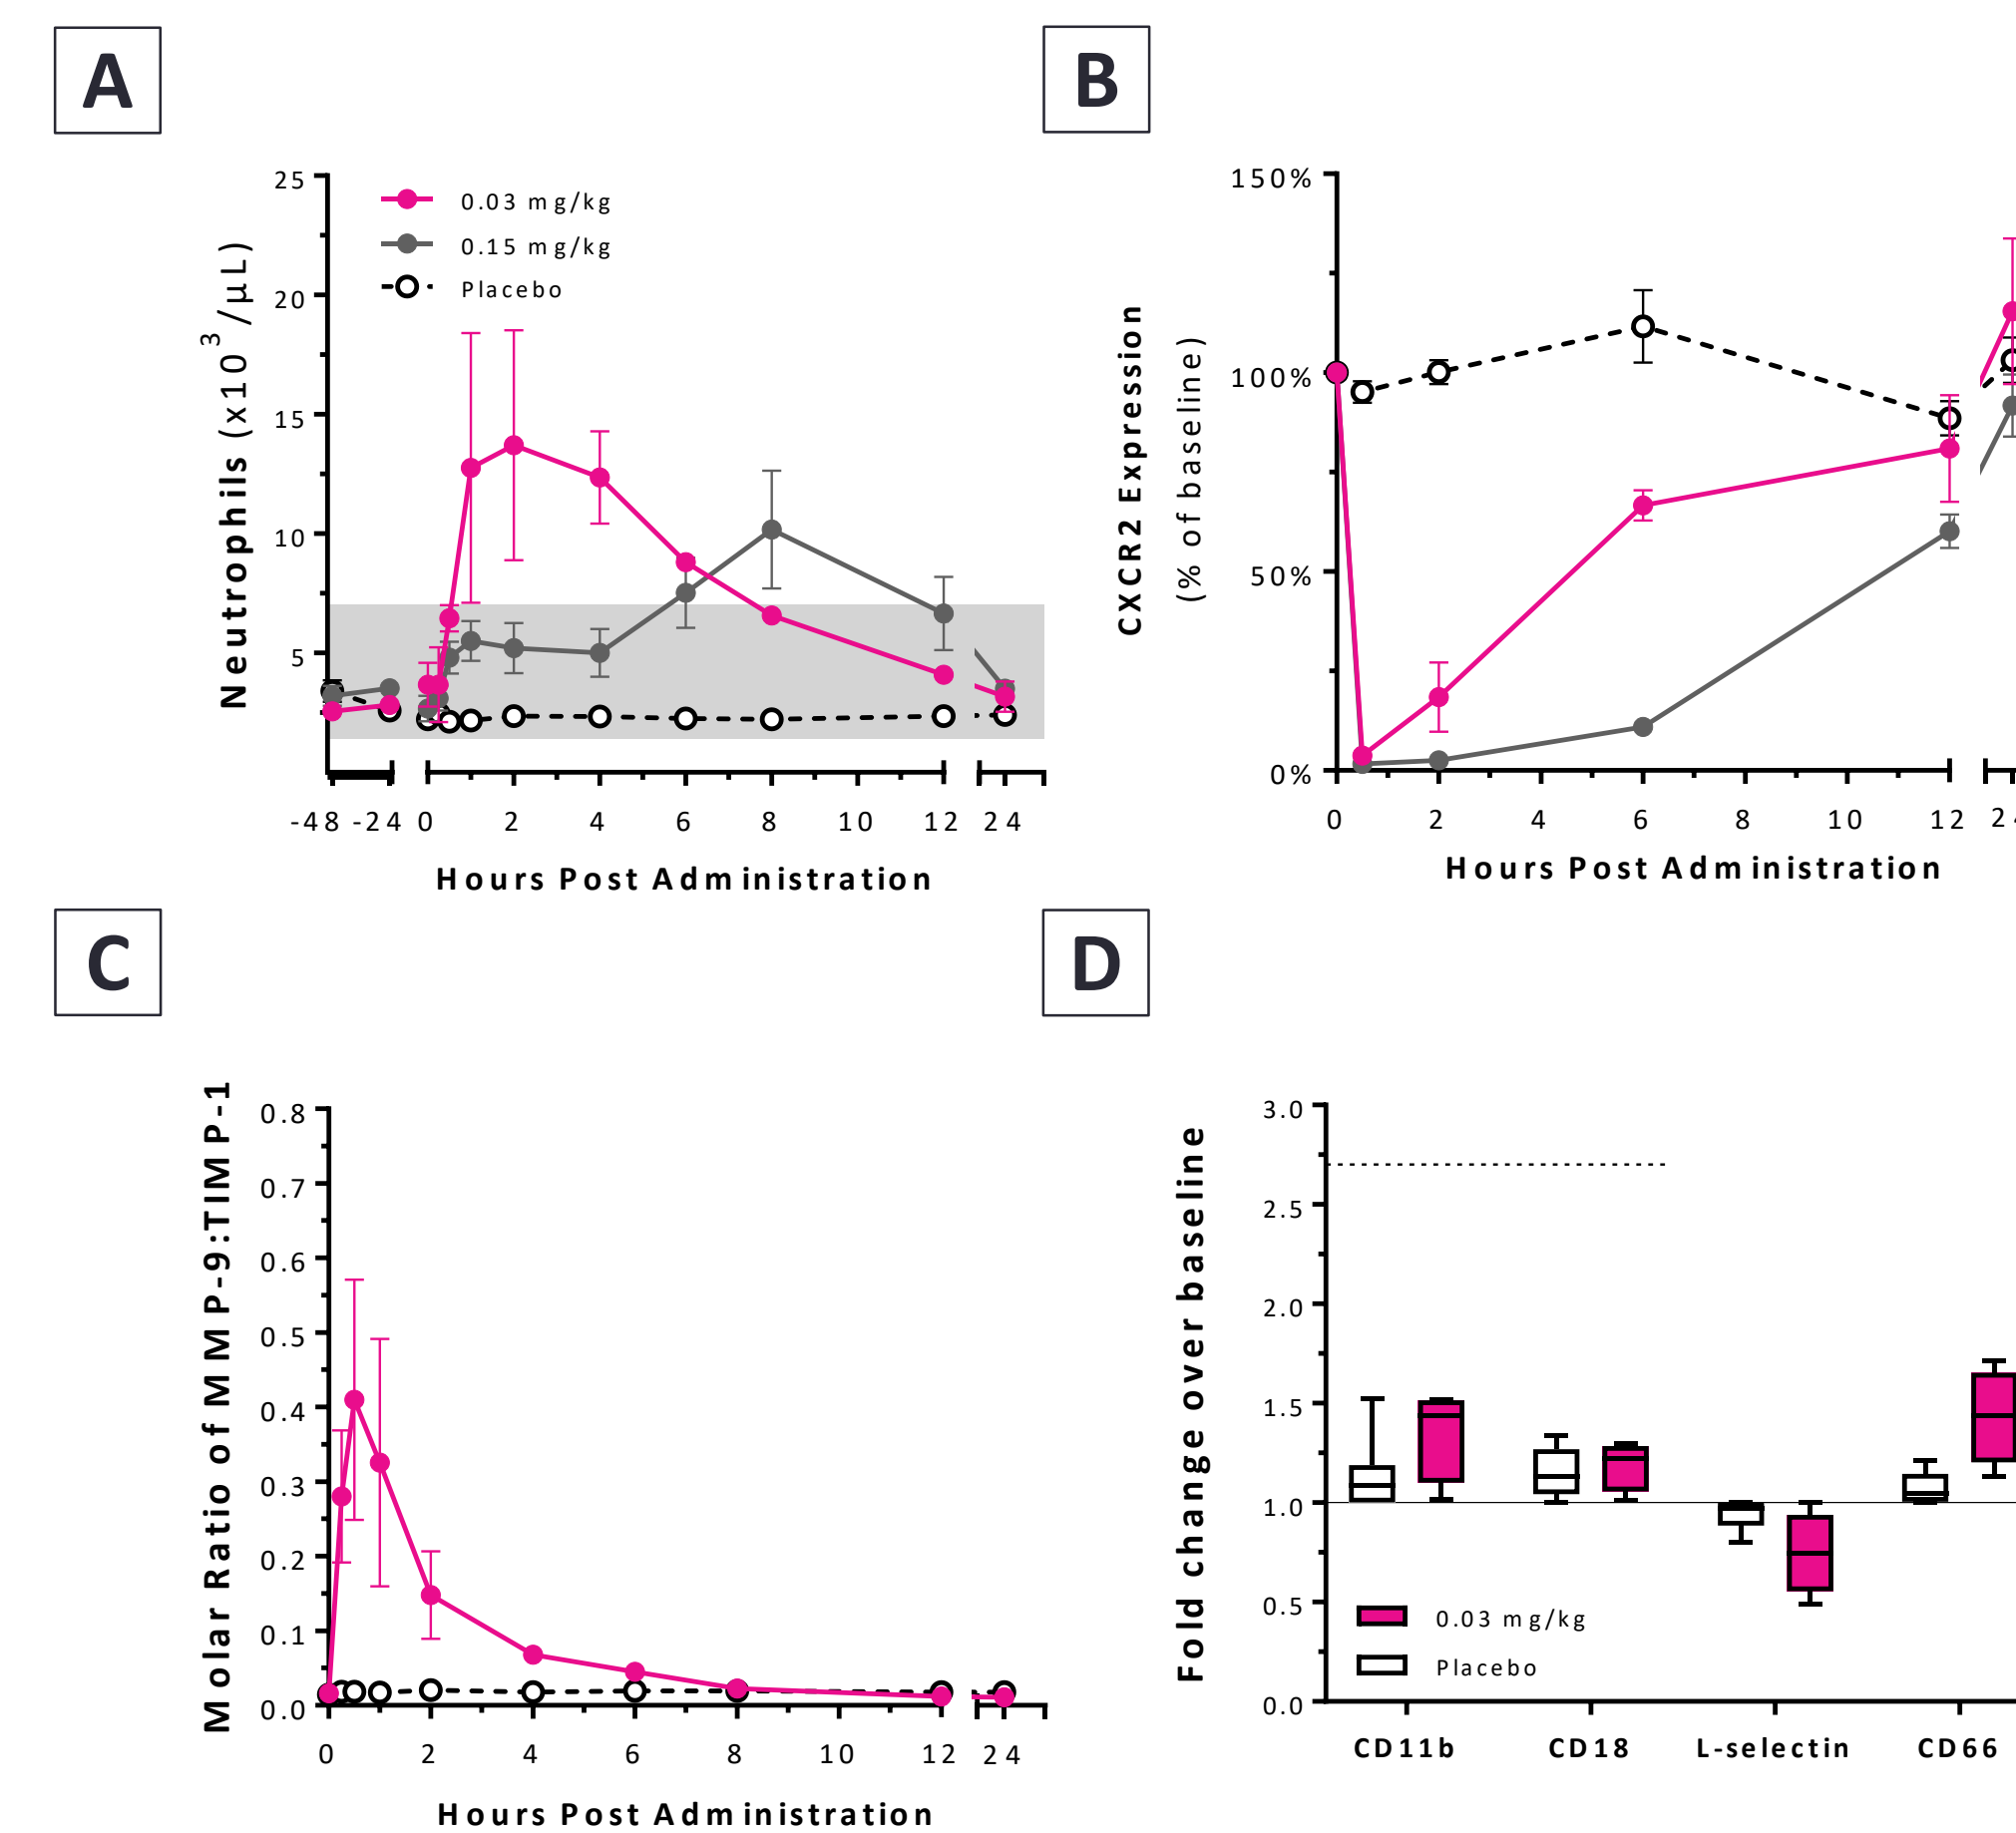 A
Neutrophils (x10³/μL)
25
20
15
10
5
0.03 mg/kg
0.15 mg/kg
Placebo
-48 -24 0 2 4 6 8 10 12 24
Hours Post Administration
B
CXCR2 Expression
(% of baseline)
150%
100%
50%
0%
0 2 4 6 8 10 12 2
Hours Post Administration
C
Molar Ratio of MMP-9:TIMP-1
0.8
0.7
0.6
0.5
0.4
0.3
0.2
0.1
0.0
0 2 4 6 8 10 12 24
Hours Post Administration
D
Fold change over baseline
3.0
2.5
2.0
1.5
1.0
0.5
0.0
0.03 mg/kg
Placebo
CD11b CD18 L-selectin CD66